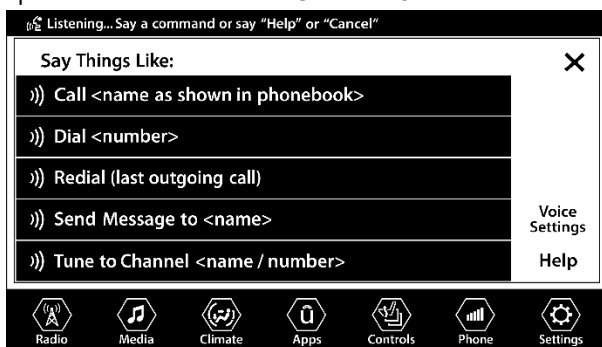 Listening... Say a command or say “Help” or “Cancel”
Say Things Like:
Call <name as shown in phonebook>
Dial <number>
Redial (last outgoing call)
Send Message to <name>
Tune to Channel <name / number>
Voice
Settings
Help
Radio Media Climate Apps Controls Phone Settings